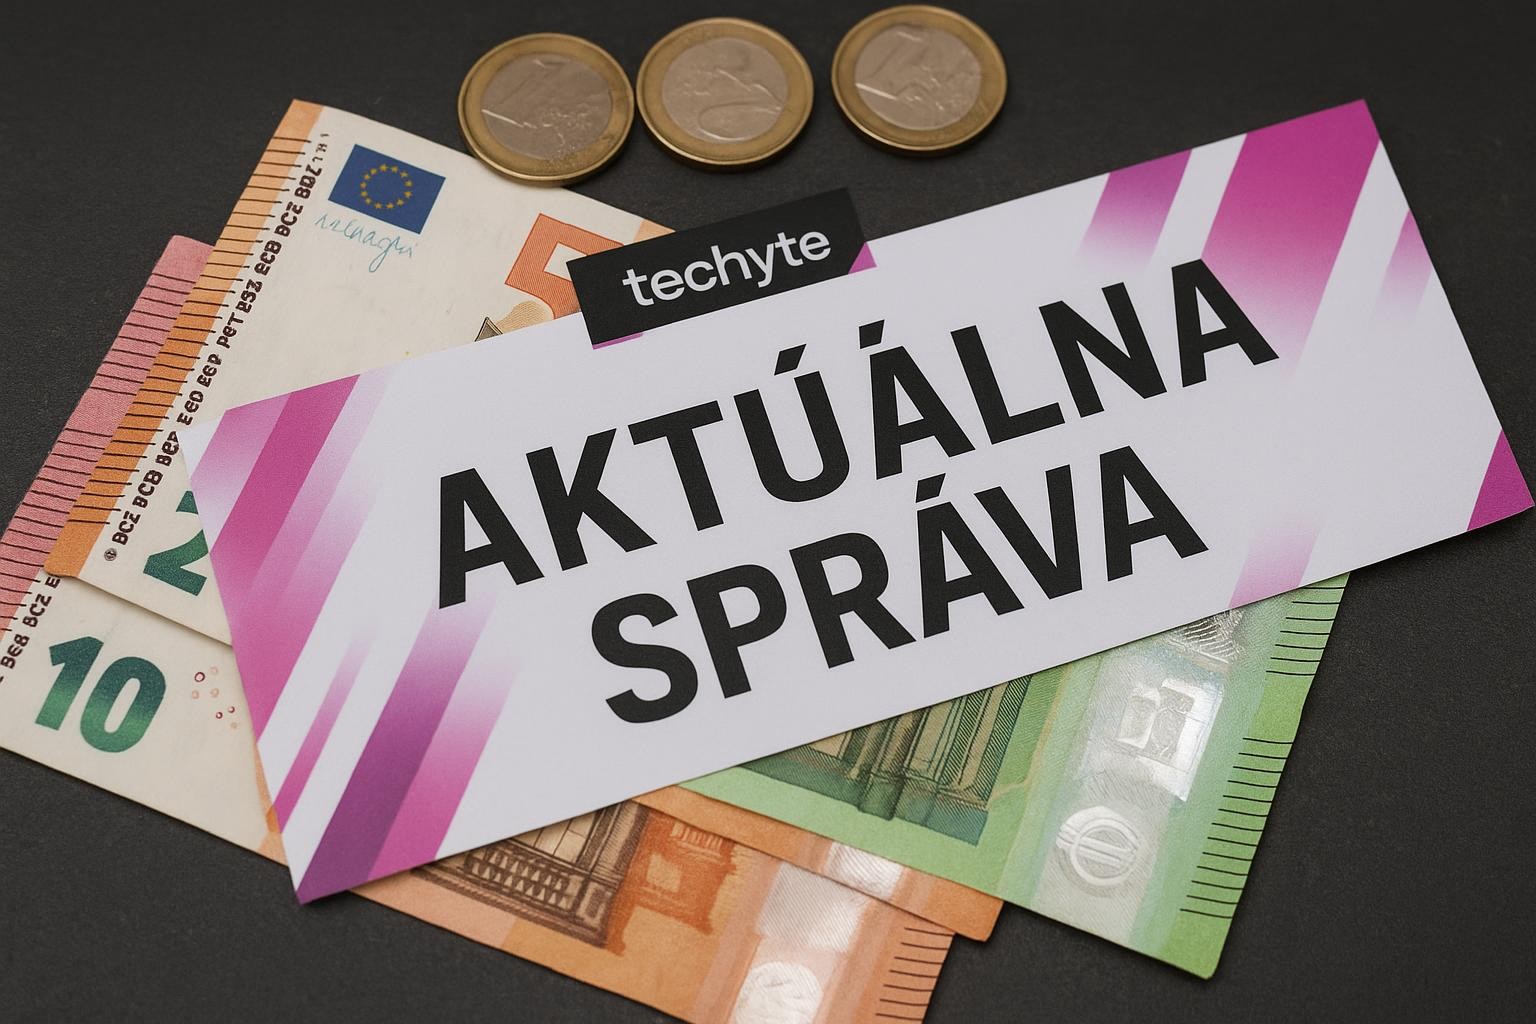 techyte
AKTÚÁLNA
SPRÁVA
10